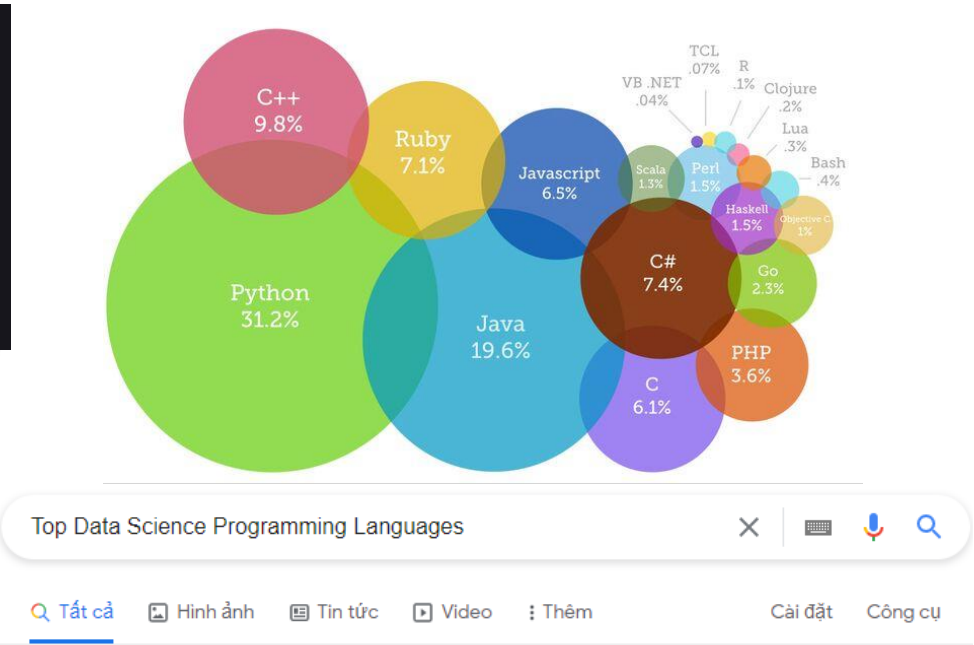 TCL
.07%
R
.1%
VB .NET
.04%
Clojure
.2%
C++
9.8%
Ruby
7.1%
Lua
.3%
Javascript
6.5%
Scala
1.3%
Perl
1.5%
Bash
.4%
Haskell
1.5%
Objective C
1%
Python
31.2%
C#
7.4%
Go
2.3%
Java
19.6%
PHP
3.6%
C
6.1%
Top Data Science Programming Languages
Tất cả Hình ảnh Tin tức Video Thêm Cài đặt Công cụ